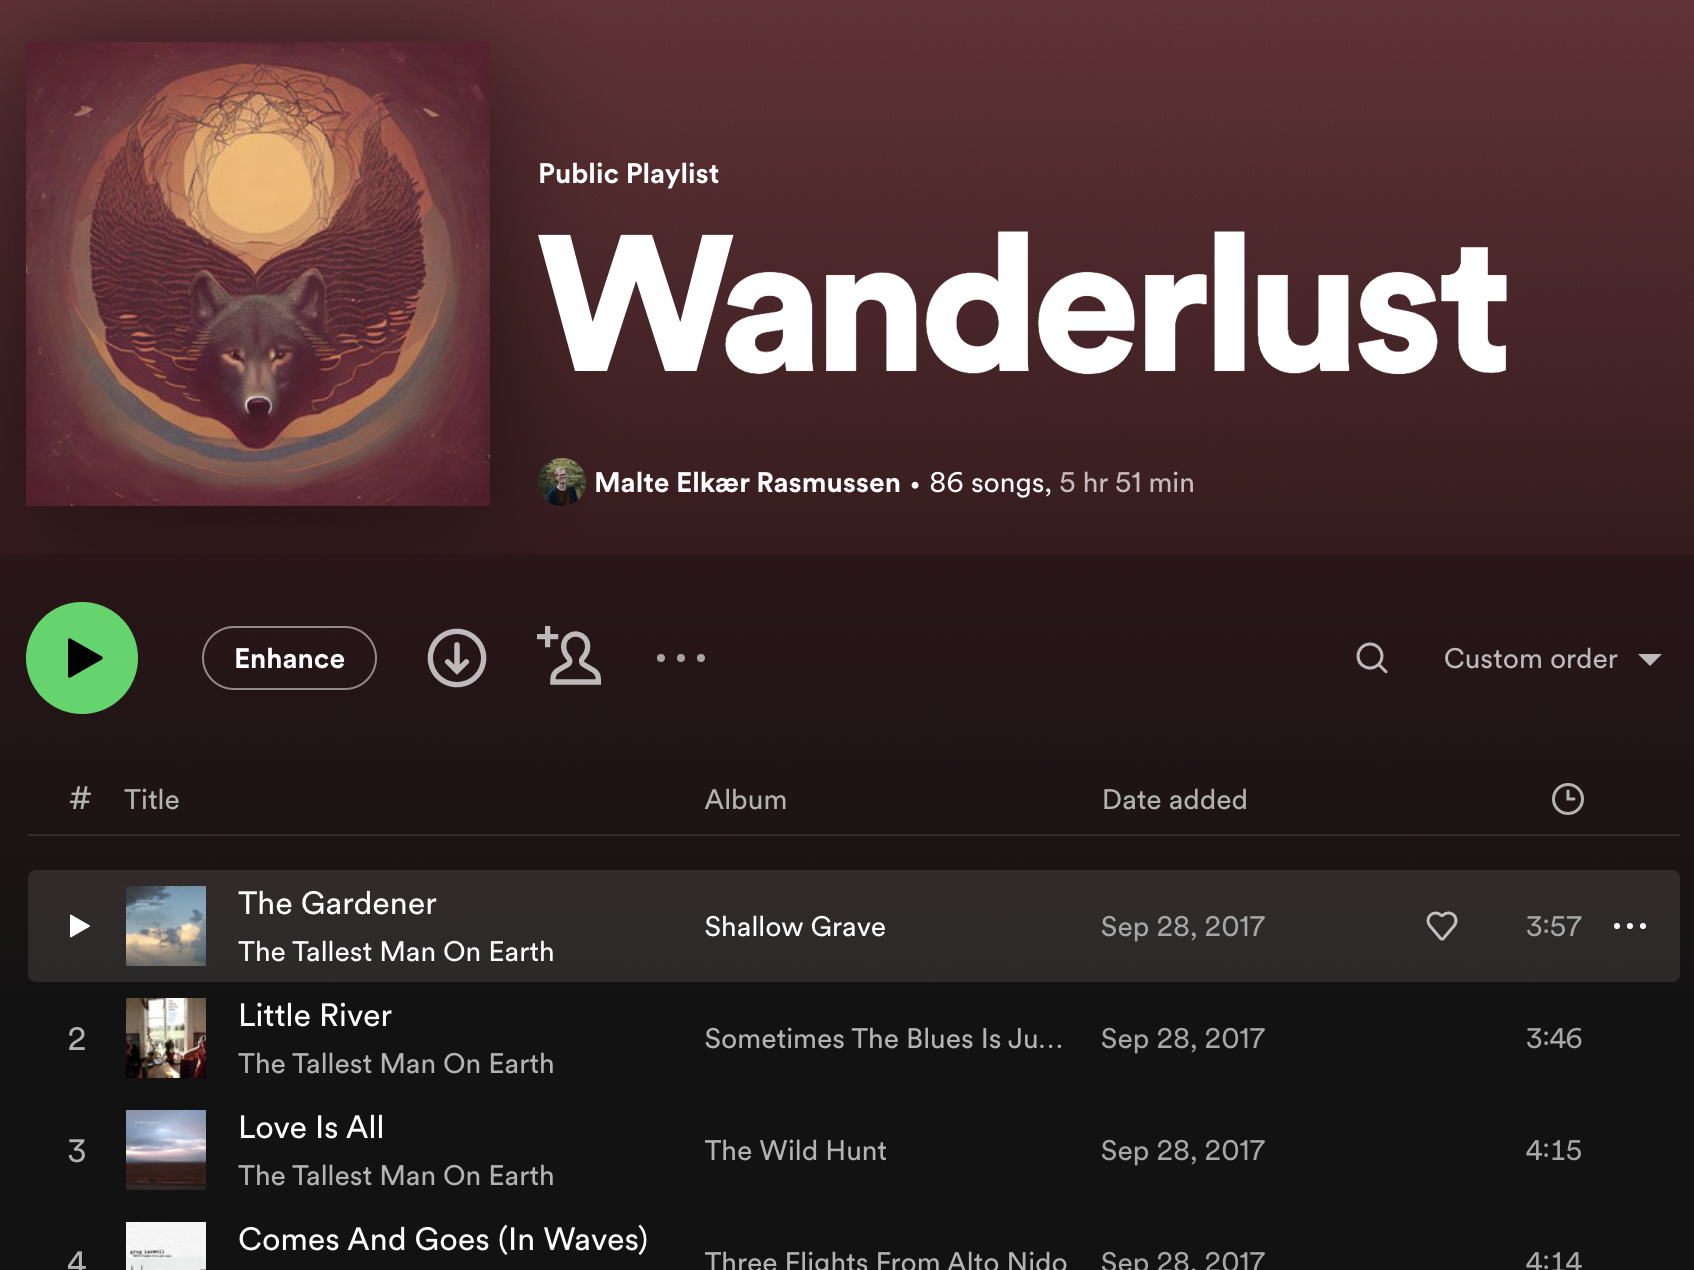 Public Playlist
Wanderlust
Malte Elkær Rasmussen • 86 songs, 5 hr 51 min
Enhance
Custom order
# Title Album Date added
The Gardener
The Tallest Man On Earth
Shallow Grave Sep 28, 2017 3:57
2
Little River
The Tallest Man On Earth
Sometimes The Blues Is Ju... Sep 28, 2017 3:46
3
Love Is All
The Tallest Man On Earth
The Wild Hunt Sep 28, 2017 4:15
4
Comes And Goes (In Waves)
Three Flights From Alto Nido Sep 28, 2017 4:14
greg laswell